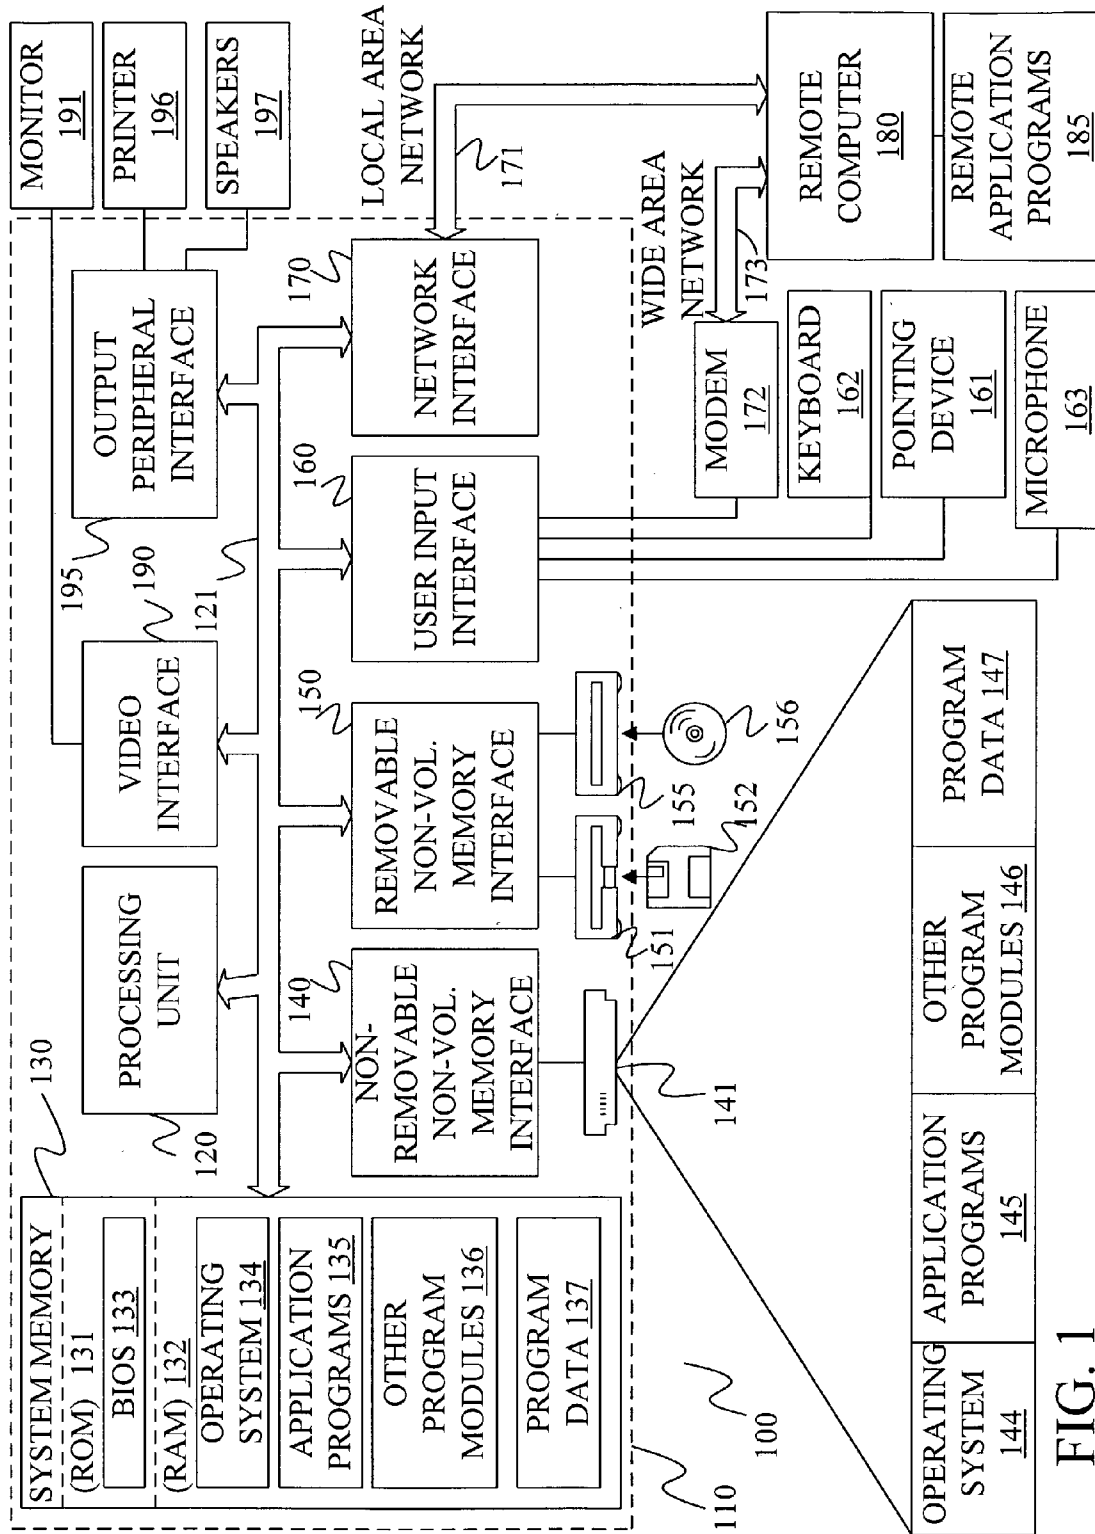 SYSTEM MEMORY
(ROM) 131
BIOS 133
(RAM) 132
OPERATING
SYSTEM 134
APPLICATION
PROGRAMS 135
OTHER
PROGRAM
MODULES 136
PROGRAM
DATA 137
130
PROCESSING
UNIT
120
VIDEO
INTERFACE
190
121
OUTPUT
PERIPHERAL
INTERFACE
195
MONITOR
191
PRINTER
196
SPEAKERS
197
NON-
REMOVABLE
NON-VOL.
MEMORY
INTERFACE
140
REMOVABLE
NON-VOL.
MEMORY
INTERFACE
150
USER INPUT
INTERFACE
160
NETWORK
INTERFACE
170
LOCAL AREA
NETWORK
171
141
151
152
155
156
WIDE AREA
NETWORK
173
MODEM
172
KEYBOARD
162
POINTING
DEVICE
161
MICROPHONE
163
REMOTE
COMPUTER
180
REMOTE
APPLICATION
PROGRAMS
185
110
100
OPERATING
SYSTEM
144
APPLICATION
PROGRAMS
145
OTHER
PROGRAM
MODULES 146
PROGRAM
DATA 147
FIG. 1